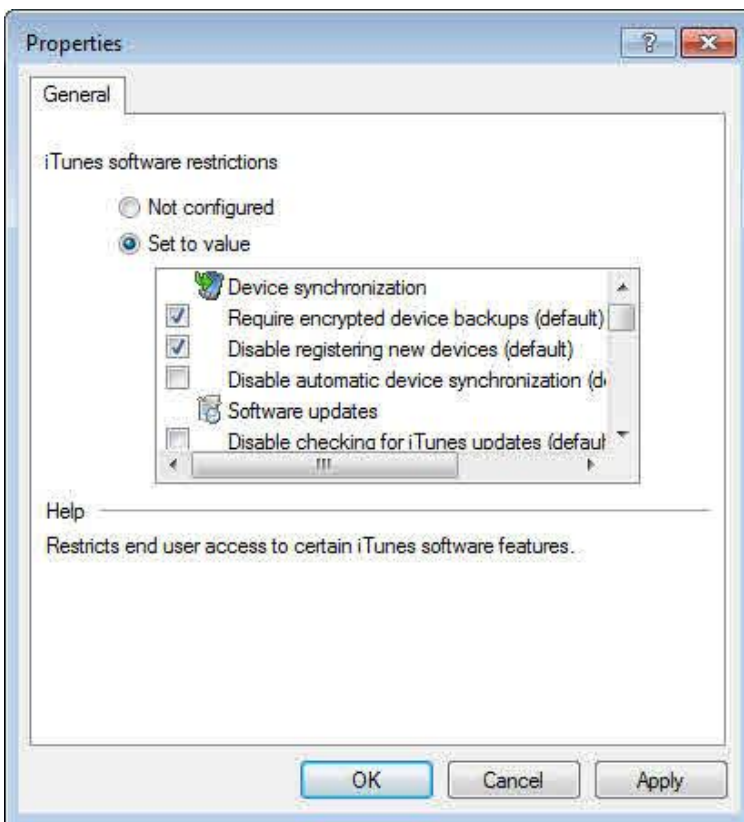 Properties
General
iTunes software restrictions
Not configured
Set to value
Device synchronization
Require encrypted device backups (default)
Disable registering new devices (default)
Disable automatic device synchronization (d
Software updates
Disable checking for iTunes updates (defaul
Help
Restricts end user access to certain iTunes software features.
OK Cancel Apply